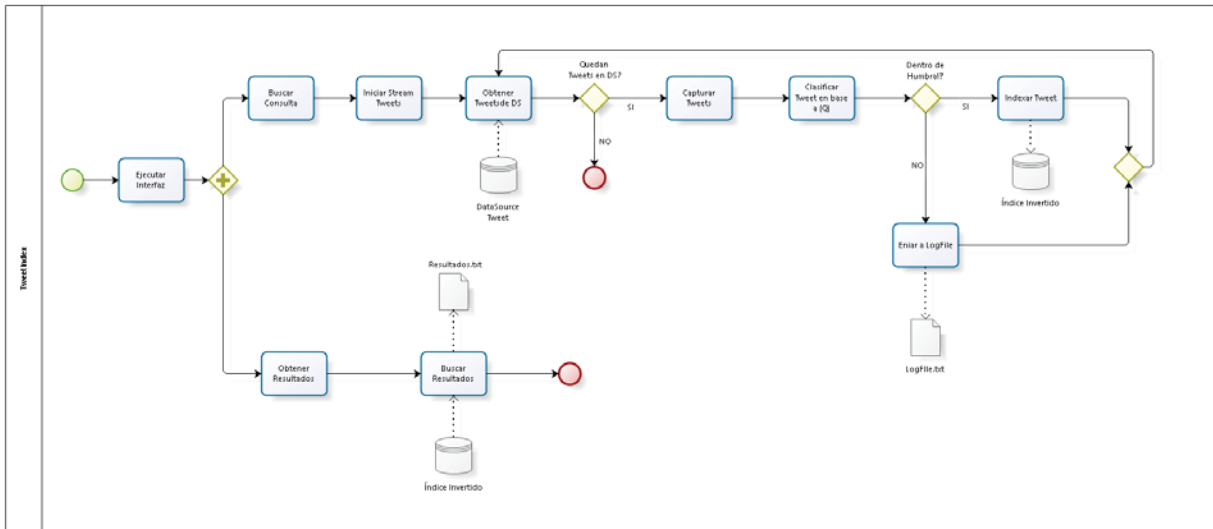 Tweet Index
Ejecutar
Interfaz
Buscar
Consulta
Iniciar Stream
Tweets
Obtener
Tweets de DS
DataSource
Tweet
Quedan
Tweets en DS?
SI
NO
Capturar
Tweets
Clasificar
Tweet en base
a (Q)
Dentro de
Humbral?
SI
NO
Indexar Tweet
Índice Invertido
Eniar a LogFile
LogFile.txt
Obtener
Resultados
Resultados.txt
Buscar
Resultados
Índice Invertido